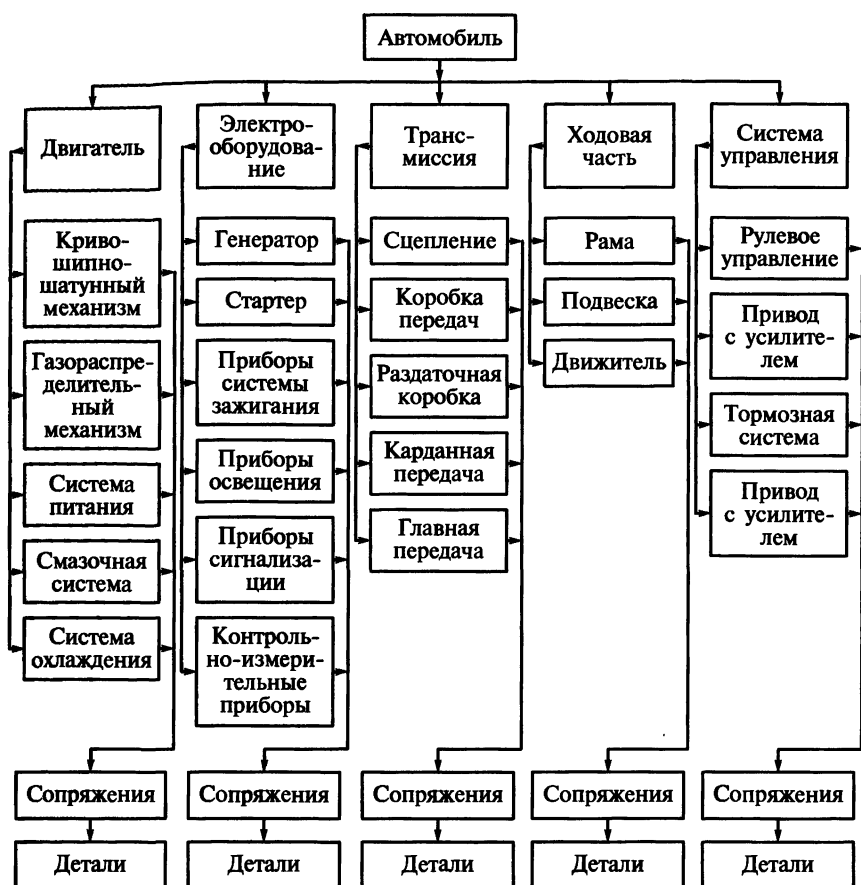 Автомобиль
Двигатель
Электро-
оборудова-
ние
Транс-
миссия
Ходовая
часть
Система
управления
Криво-
шипно-
шатунный
механизм
Газораспре-
делитель-
ный
механизм
Система
питания
Смазочная
система
Система
охлаждения
Генератор
Стартер
Приборы
системы
зажигания
Приборы
освещения
Приборы
сигнализа-
ции
Контроль-
но-измери-
тельные
приборы
Сцепление
Коробка
передач
Раздаточная
коробка
Карданная
передача
Главная
передача
Рама
Подвеска
Движитель
Рулевое
управление
Привод
с усилите-
лем
Тормозная
система
Привод
с усилите-
лем
Сопряжения
Сопряжения
Сопряжения
Сопряжения
Сопряжения
Детали
Детали
Детали
Детали
Детали